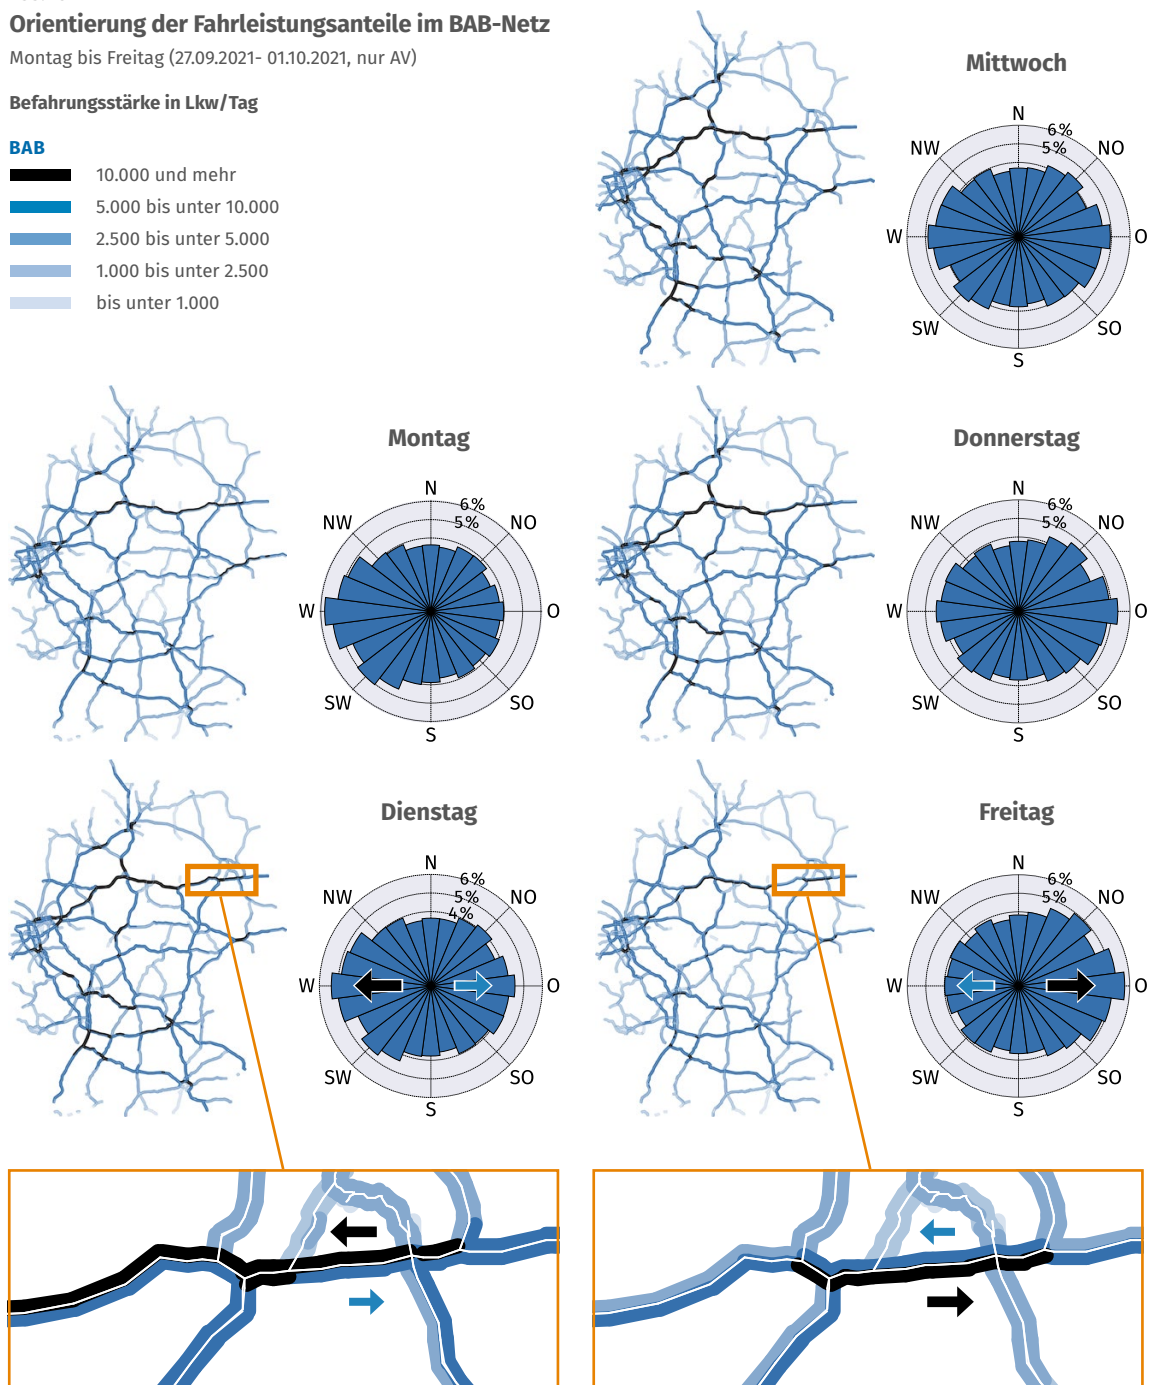 Orientierung der Fahrleistungsanteile im BAB-Netz
Montag bis Freitag (27.09.2021- 01.10.2021, nur AV)
Befahrungsstärke in Lkw/Tag
BAB
10.000 und mehr
5.000 bis unter 10.000
2.500 bis unter 5.000
1.000 bis unter 2.500
bis unter 1.000
Mittwoch
N
6%
5%
NW
NO
W
O
SW
SO
S
Montag
N
6%
5%
NW
NO
W
O
SW
SO
S
Donnerstag
N
6%
5%
NW
NO
W
O
SW
SO
S
Dienstag
N
6%
5%
4%
NW
NO
W
O
SW
SO
S
Freitag
N
6%
5%
NW
NO
W
O
SW
SO
S